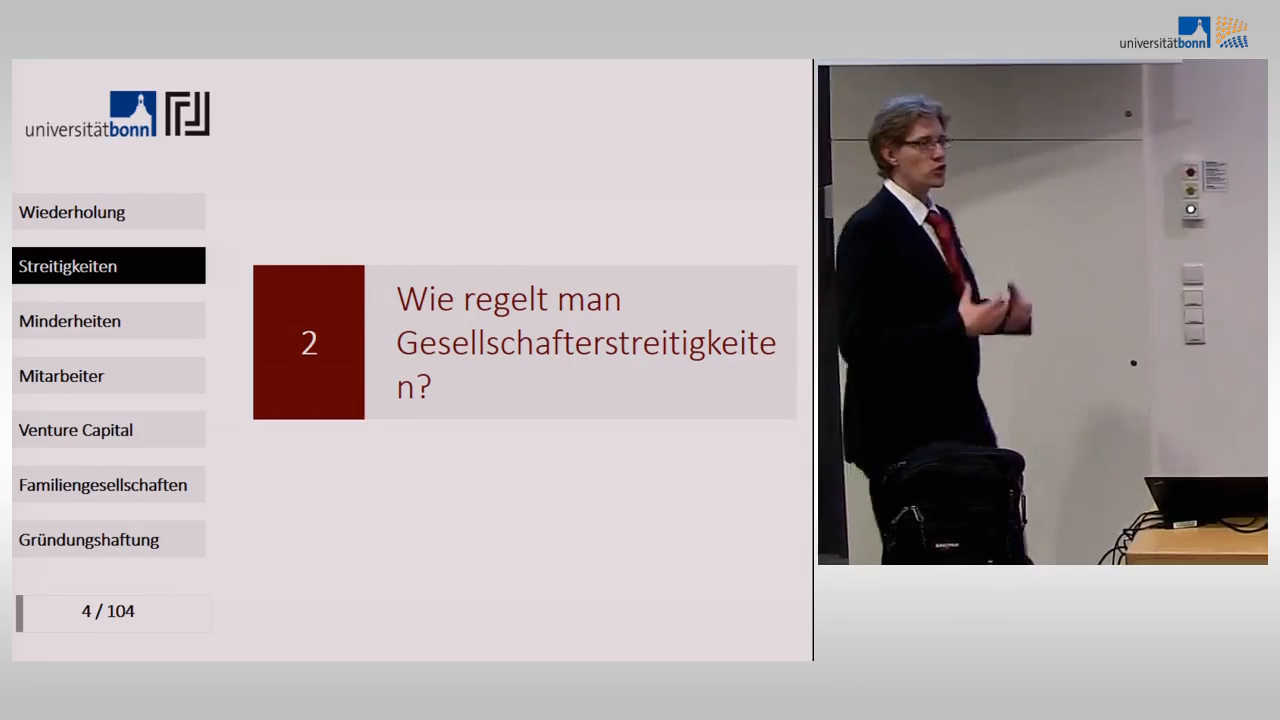 universitätbonn
universitätbonn
Wiederholung
Streitigkeiten
Minderheiten
Mitarbeiter
Venture Capital
Familiengesellschaften
Gründungshaftung
4 / 104
2
Wie regelt man
Gesellschafterstreitigkeite
n?
EASTPAK